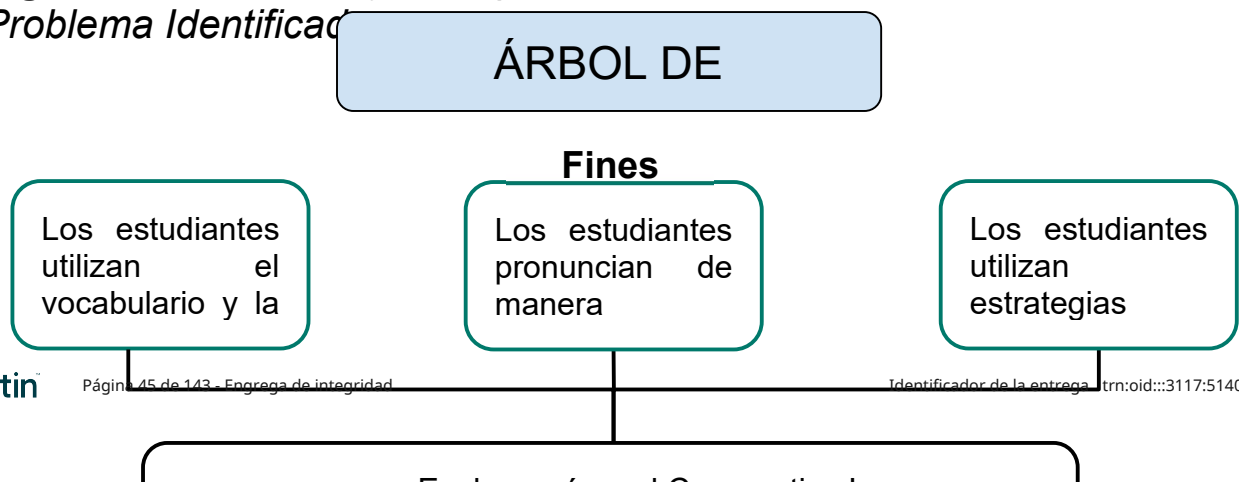 Problema Identificad
ÁRBOL DE
Fines
Los estudiantes
utilizan el
vocabulario y la
Los estudiantes
pronuncian de
manera
Los estudiantes
utilizan
estrategias
tin Página 45 de 143 - Engrega de integridad Identificador de la entrega trn:oid:::3117:5140